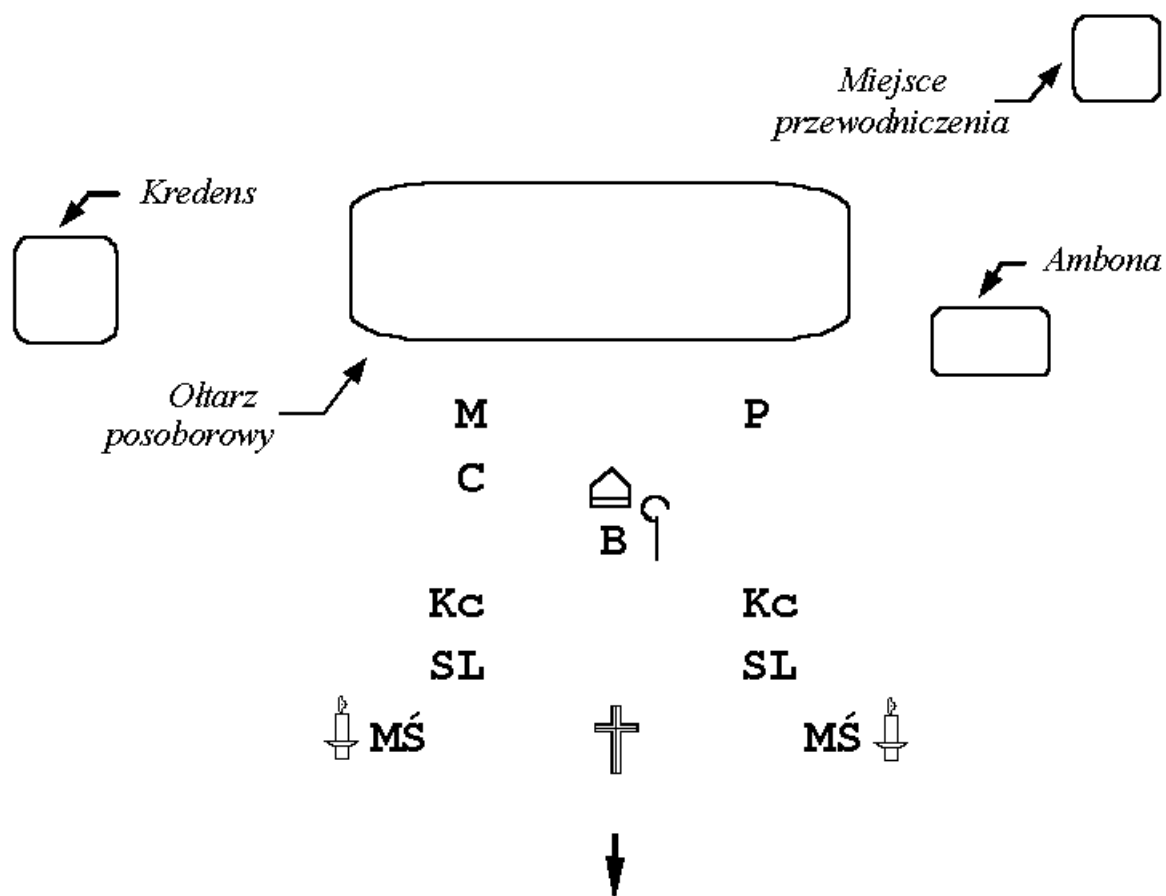 Miejsce
przewodniczenia
Kredens
Ambona
Ołtarz
posoborowy
M P
C
B
Kc Kc
SL SL
MŚ MŚ